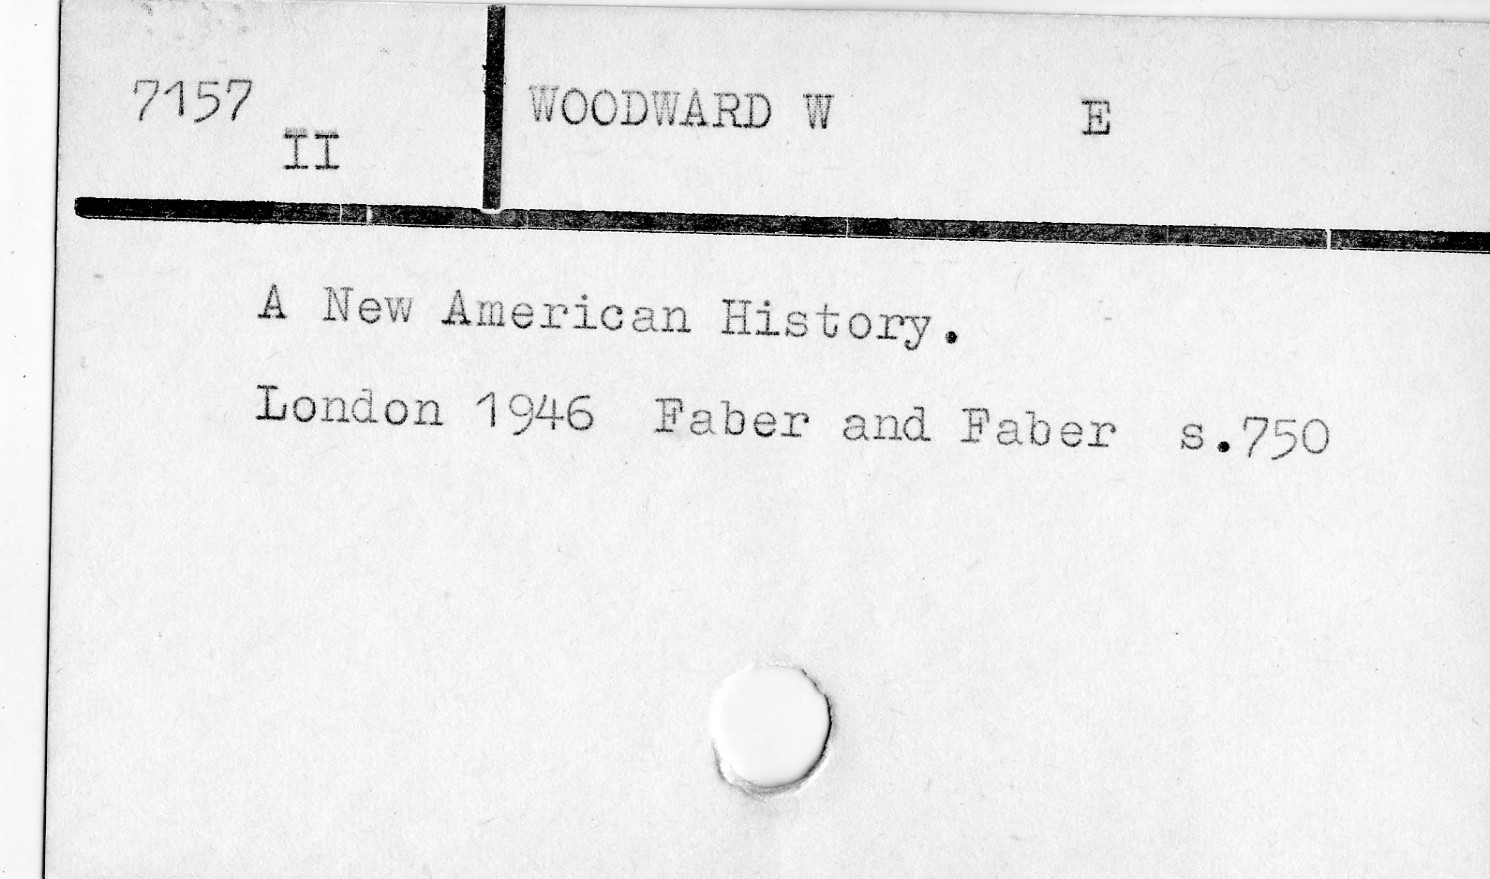 7157
II
WOODWARD W E
A New American History.
London 1946 Faber and Faber s.750